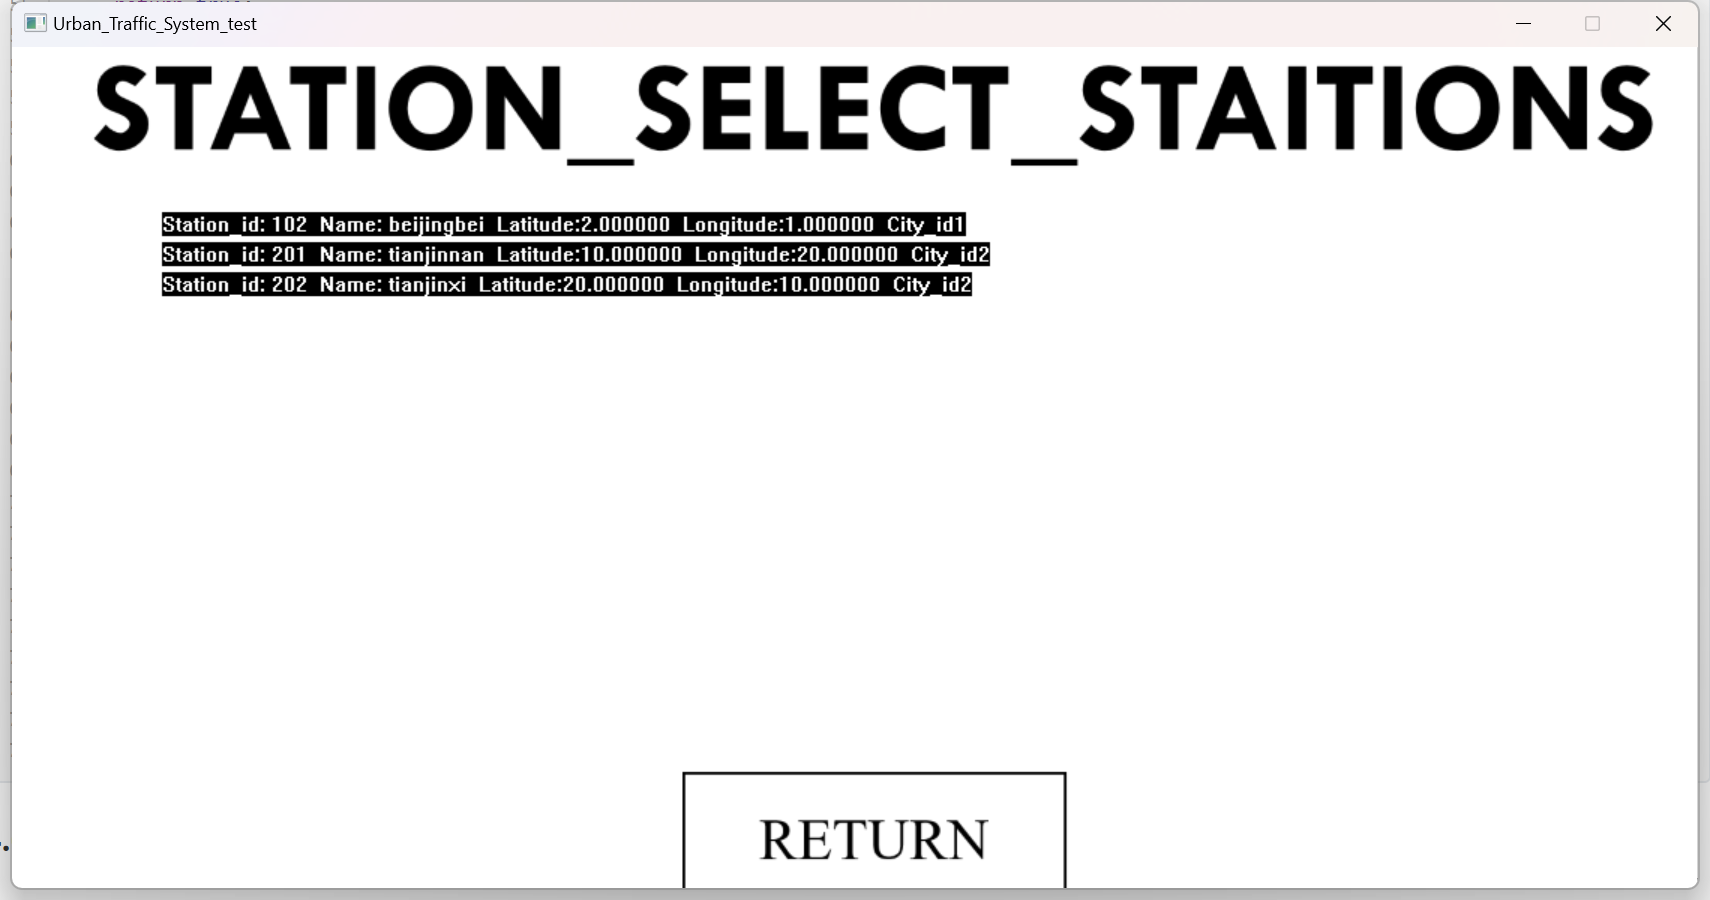 Urban_Traffic_System_test
STATION_SELECT_STAITIONS
Station_id: 102 Name: beijingbei Latitude:2.000000 Longitude:1.000000 City_id1
Station_id: 201 Name: tianjinnan Latitude:10.000000 Longitude:20.000000 City_id2
Station_id: 202 Name: tianjinxi Latitude:20.000000 Longitude:10.000000 City_id2
RETURN